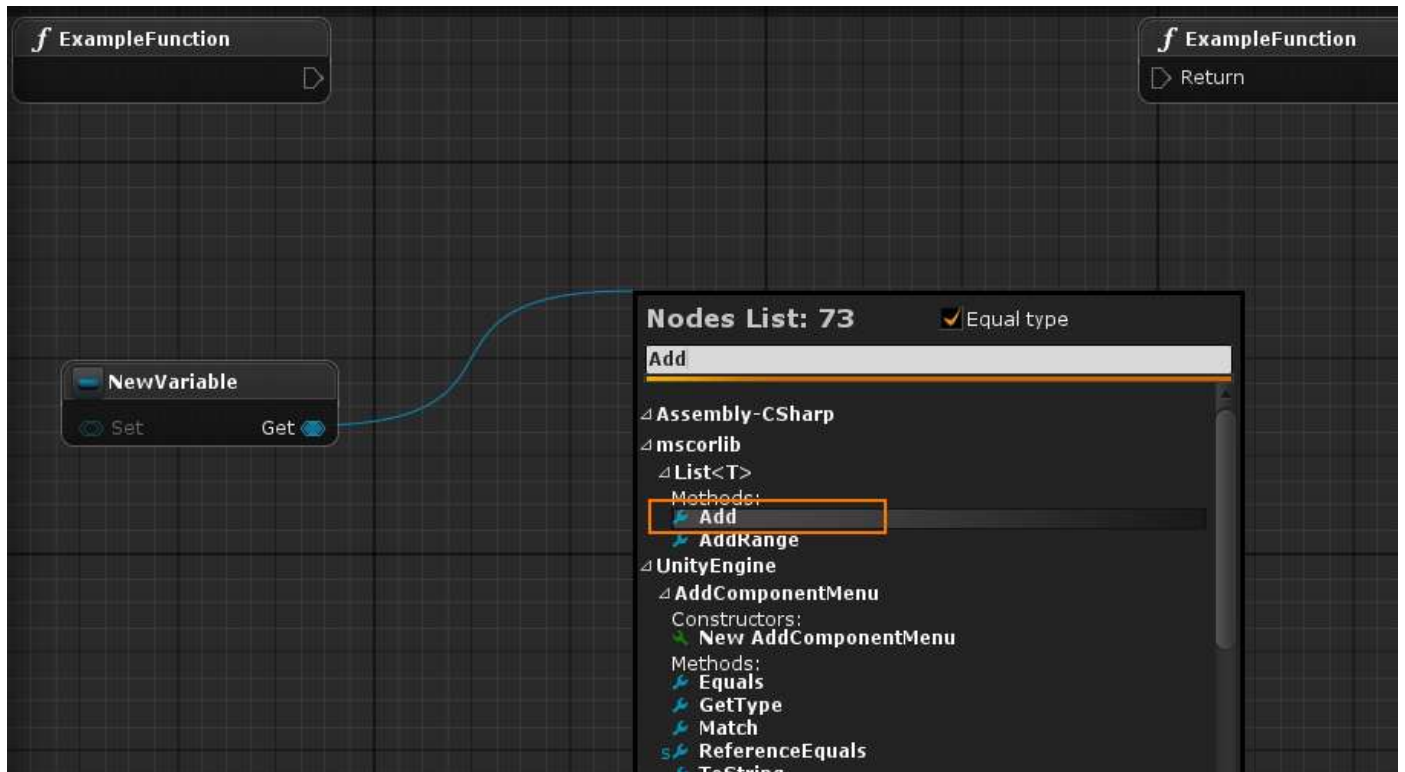 ƒ ExampleFunction
ƒ ExampleFunction
Return
Nodes List: 73
Equal type
Add
NewVariable
Set
Get
Assembly-CSharp
mscorlib
List<T>
Methods:
Add
AddRange
UnityEngine
AddComponentMenu
Constructors:
New AddComponentMenu
Methods:
Equals
GetType
Match
s ReferenceEquals
ToString